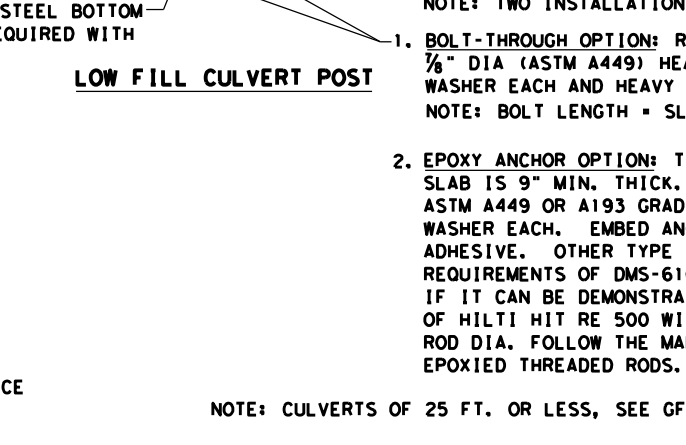 STEEL BOTTOM
QUIRED WITH
LOW FILL CULVERT POST
NOTE: TWO INSTALLATION
1. BOLT-THROUGH OPTION: R
7/8" DIA (ASTM A449) HEA
WASHER EACH AND HEAVY
NOTE: BOLT LENGTH = SL
2. EPOXY ANCHOR OPTION: T
SLAB IS 9" MIN. THICK.
ASTM A449 OR A193 GRAD
WASHER EACH. EMBED AN
ADHESIVE. OTHER TYPE
REQUIREMENTS OF DMS-61
IF IT CAN BE DEMONSTRA
OF HILTI HIT RE 500 WI
ROD DIA. FOLLOW THE MA
EPOXIED THREADED RODS.
CE
NOTE: CULVERTS OF 25 FT. OR LESS, SEE GF